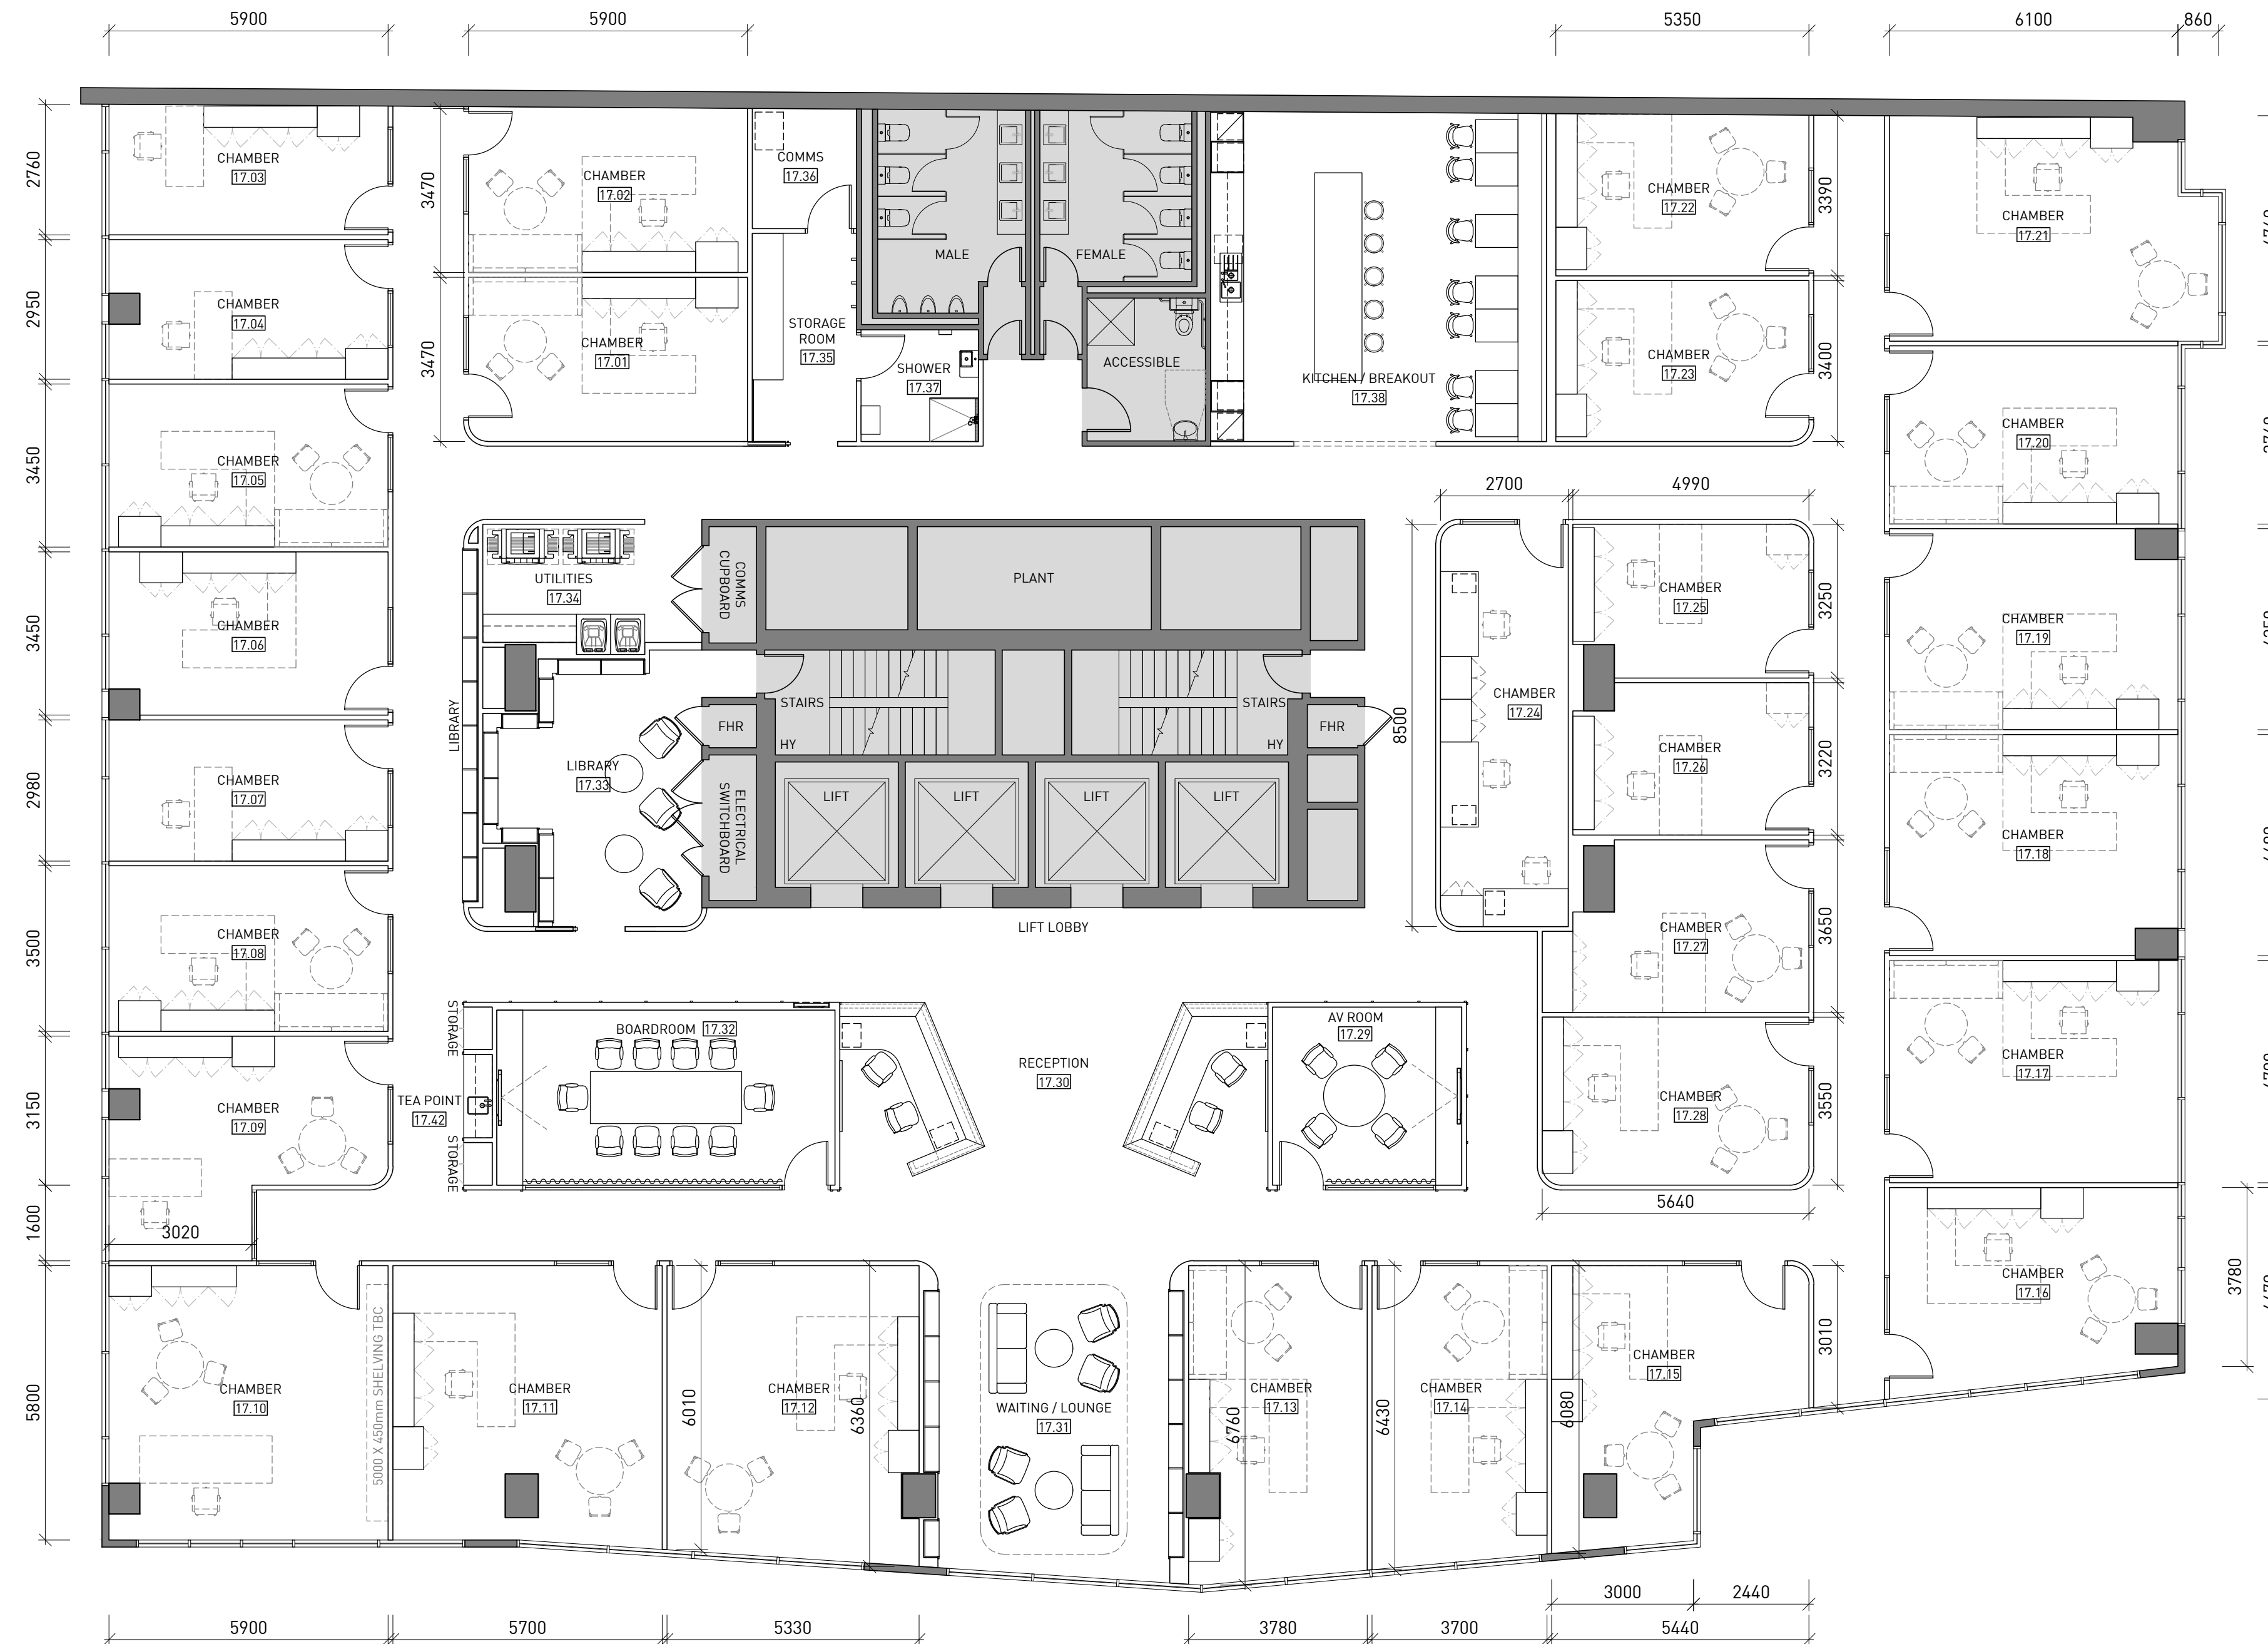 5900
5900
5350
6100
860
2760
2950
3450
3450
2980
3500
3150
1600
5800
CHAMBER
17.03
CHAMBER
17.04
CHAMBER
17.05
CHAMBER
17.06
CHAMBER
17.07
CHAMBER
17.08
CHAMBER
17.09
3020
CHAMBER
17.10
5000 X 450mm SHELVING TBC
3470
3470
CHAMBER
17.02
CHAMBER
17.01
COMMS
17.36
STORAGE
ROOM
17.35
MALE
FEMALE
SHOWER
17.37
ACCESSIBLE
KITCHEN / BREAKOUT
17.38
CHAMBER
17.22
CHAMBER
17.23
3390
3400
CHAMBER
17.21
CHAMBER
17.20
CHAMBER
17.19
CHAMBER
17.18
CHAMBER
17.17
CHAMBER
17.16
3780
UTILITIES
17.34
COMMS
CUPBOARD
PLANT
LIBRARY
LIBRARY
17.33
FHR
STAIRS
HY
STAIRS
HY
FHR
ELECTRICAL
SWITCHBOARD
LIFT
LIFT
LIFT
LIFT
LIFT LOBBY
2700
4990
8500
CHAMBER
17.24
CHAMBER
17.25
CHAMBER
17.26
CHAMBER
17.27
CHAMBER
17.28
3250
3220
3650
3550
5640
3010
STORAGE
TEA POINT
17.42
STORAGE
BOARDROOM 17.32
RECEPTION
17.30
AV ROOM
17.29
CHAMBER
17.11
6010
CHAMBER
17.12
6360
WAITING / LOUNGE
17.31
6760
CHAMBER
17.13
6430
CHAMBER
17.14
6080
CHAMBER
17.15
3000
2440
5900
5700
5330
3780
3700
5440